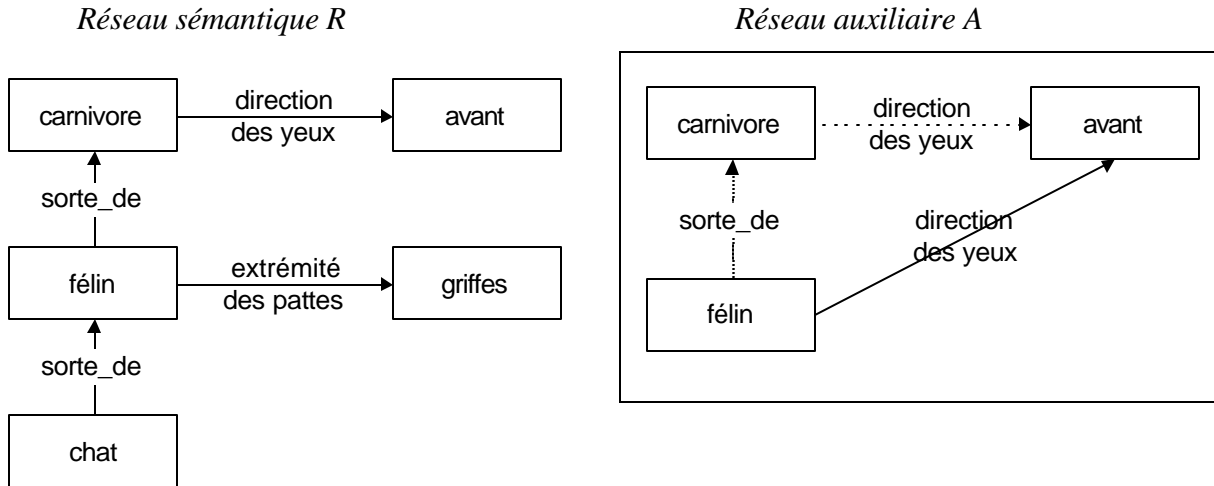 Réseau sémantique R
carnivore
direction
des yeux
avant
sorte_de
félin
extrémité
des pattes
griffes
sorte_de
chat
Réseau auxiliaire A
carnivore
direction
des yeux
avant
sorte_de
direction
des yeux
félin